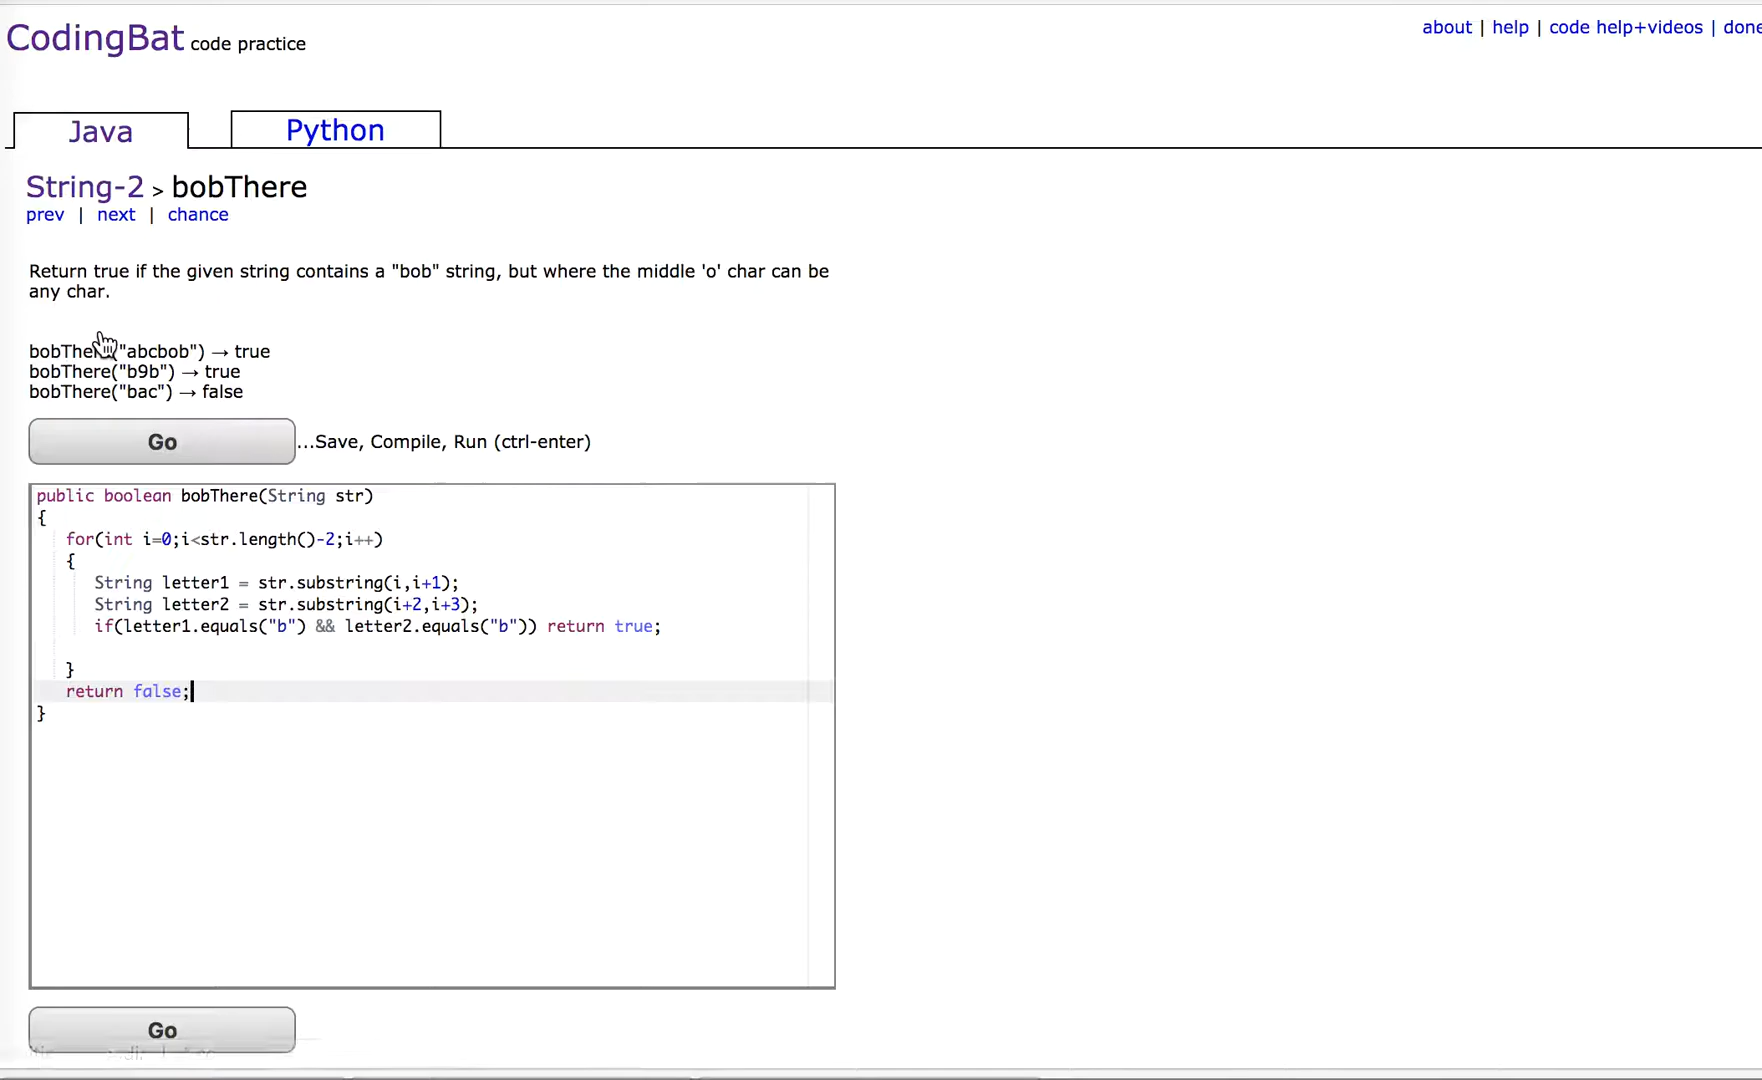 CodingBat code practice
about | help | code help+videos | done
Java
Python
String-2 > bobThere
prev | next | chance
Return true if the given string contains a "bob" string, but where the middle 'o' char can be
any char.
bobThere("abcbob") → true
bobThere("b9b") → true
bobThere("bac") → false
Go
...Save, Compile, Run (ctrl-enter)
public boolean bobThere(String str)
{
for(int i=0;i<str.length()-2;i++)
{
String letter1 = str.substring(i,i+1);
String letter2 = str.substring(i+2,i+3);
if(letter1.equals("b") && letter2.equals("b")) return true;
}
return false;
}
Go